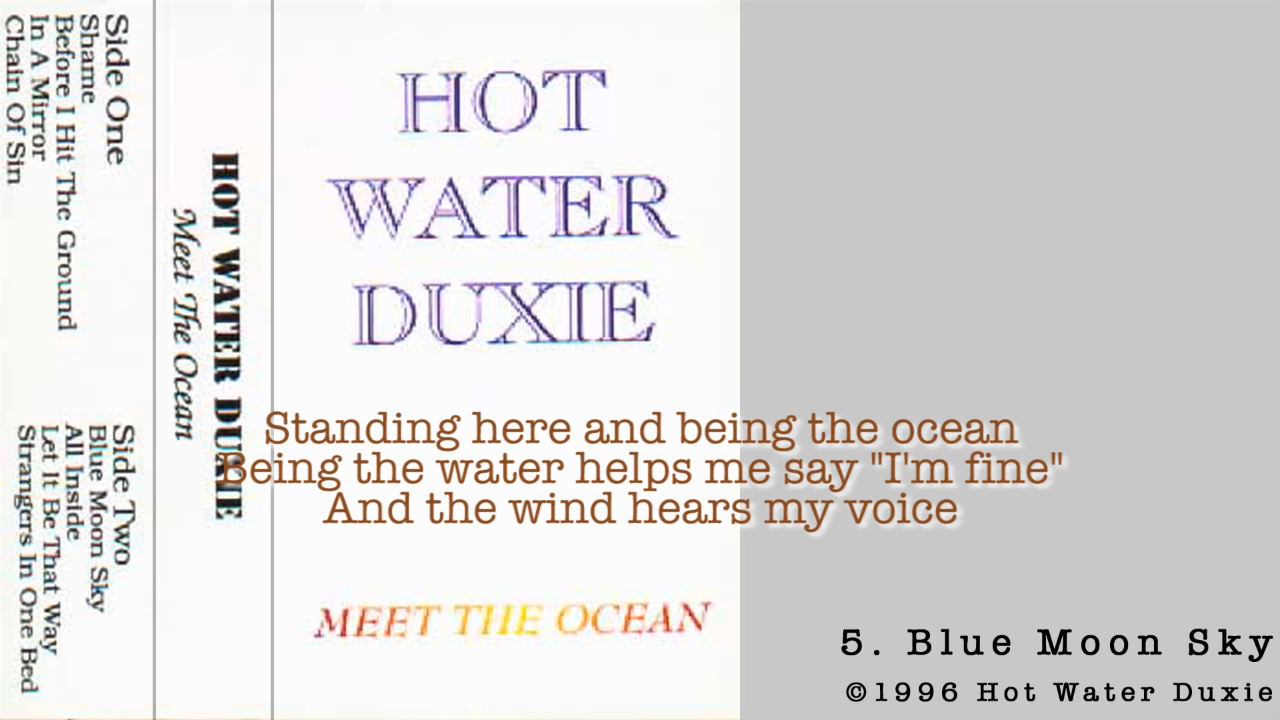 Side One
Shame
Before I Hit The Ground
In A Mirror
Chain Of Sin
Side Two
Blue Moon Sky
All Inside
Let It Be That Way
Strangers In One Bed
HOT WATER DUXIE
Meet The Ocean
HOT
WATER
DUXIE
Standing here and being the ocean
Being the water helps me say "I'm fine"
And the wind hears my voice
MEET THE OCEAN
5. Blue Moon Sky
©1996 Hot Water Duxie